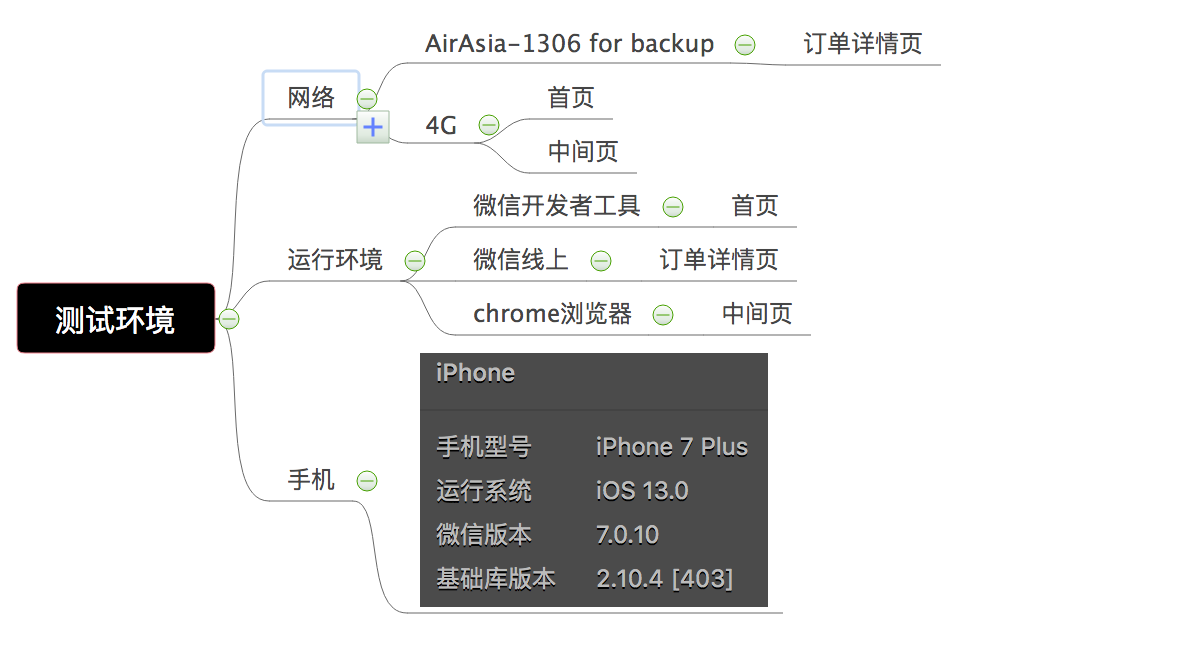 AirAsia-1306 for backup 订单详情页
网络
4G 首页
中间页
微信开发者工具 首页
运行环境 微信线上 订单详情页
chrome浏览器 中间页
测试环境
iPhone
手机型号 iPhone 7 Plus
手机 运行系统 iOS 13.0
微信版本 7.0.10
基础库版本 2.10.4 [403]